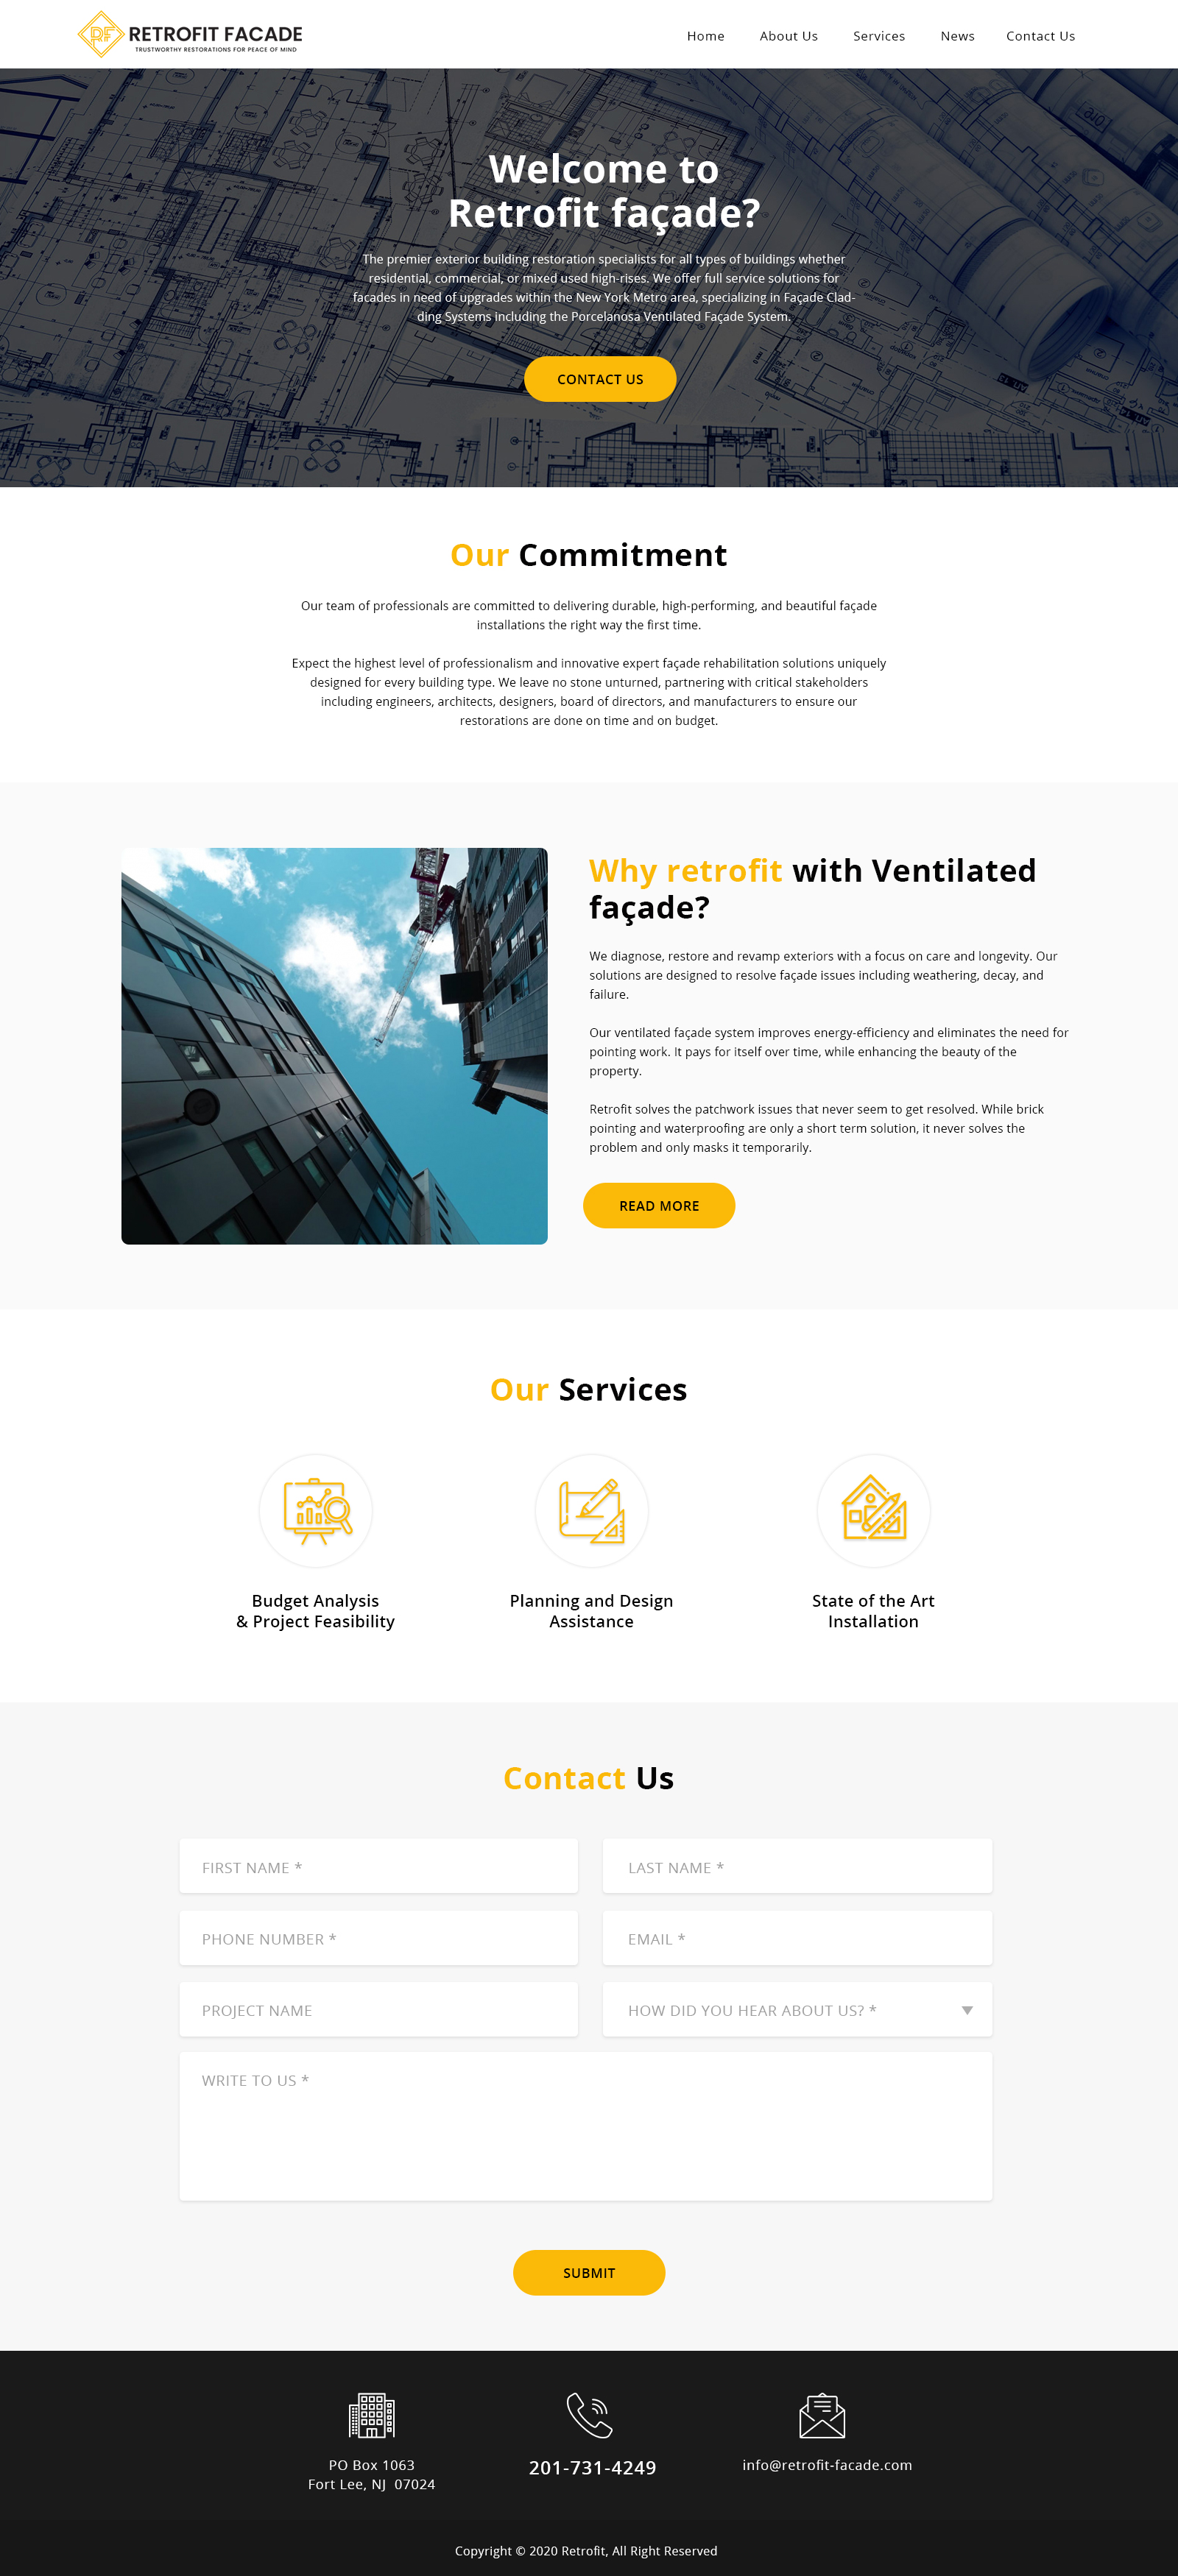 RF
RETROFIT FACADE
TRUSTWORTHY RESTORATIONS FOR PEACE OF MIND
Home About Us Services News Contact Us
Welcome to
Retrofit façade?
The premier exterior building restoration specialists for all types of buildings whether
residential, commercial, or mixed used high-rises. We offer full service solutions for
facades in need of upgrades within the New York Metro area, specializing in Façade Clad-
ding Systems including the Porcelanosa Ventilated Façade System.
CONTACT US
Our Commitment
Our team of professionals are committed to delivering durable, high-performing, and beautiful façade
installations the right way the first time.
Expect the highest level of professionalism and innovative expert façade rehabilitation solutions uniquely
designed for every building type. We leave no stone unturned, partnering with critical stakeholders
including engineers, architects, designers, board of directors, and manufacturers to ensure our
restorations are done on time and on budget.
Why retrofit with Ventilated
façade?
We diagnose, restore and revamp exteriors with a focus on care and longevity. Our
solutions are designed to resolve façade issues including weathering, decay, and
failure.
Our ventilated façade system improves energy-efficiency and eliminates the need for
pointing work. It pays for itself over time, while enhancing the beauty of the
property.
Retrofit solves the patchwork issues that never seem to get resolved. While brick
pointing and waterproofing are only a short term solution, it never solves the
problem and only masks it temporarily.
READ MORE
Our Services
Budget Analysis
& Project Feasibility
Planning and Design
Assistance
State of the Art
Installation
Contact Us
FIRST NAME *
LAST NAME *
PHONE NUMBER *
EMAIL *
PROJECT NAME
HOW DID YOU HEAR ABOUT US? *
WRITE TO US *
SUBMIT
PO Box 1063
Fort Lee, NJ  07024
201-731-4249
info@retrofit-facade.com
Copyright © 2020 Retrofit, All Right Reserved